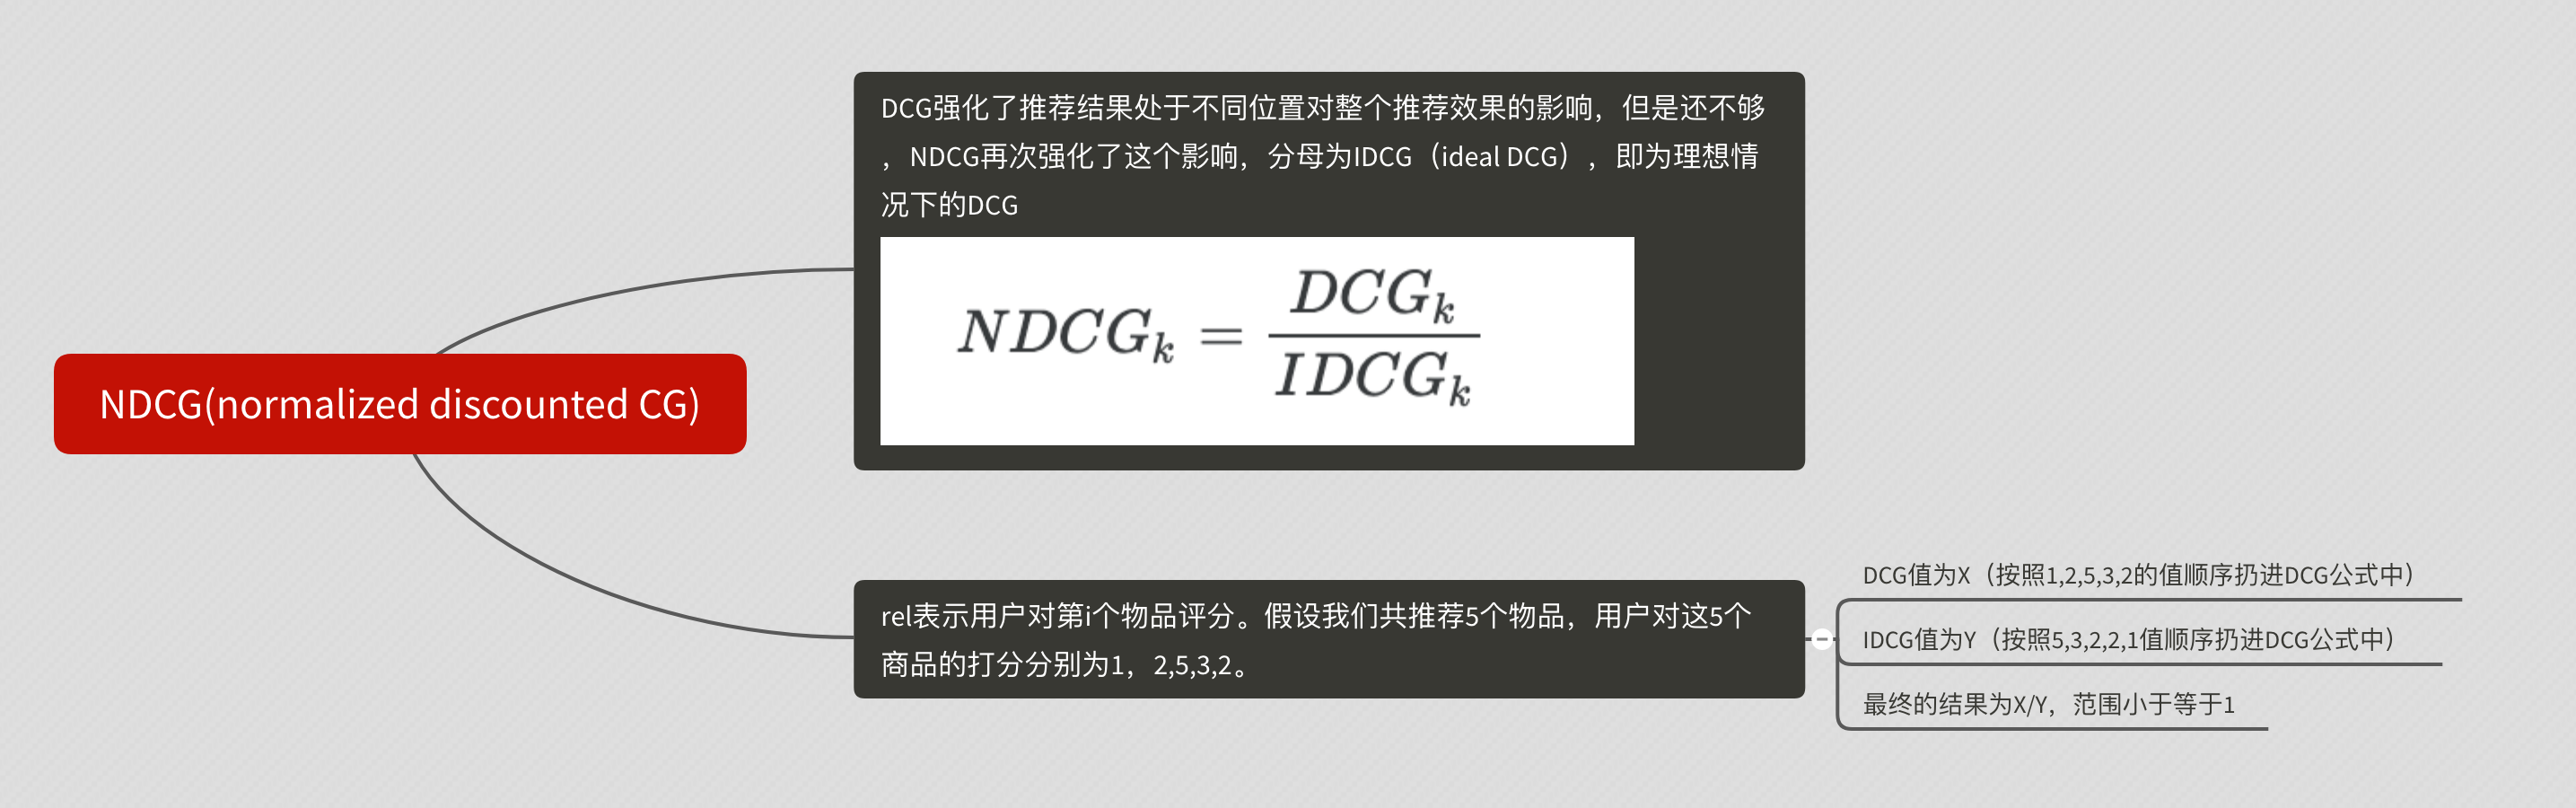 NDCG(normalized discounted CG)
DCG强化了推荐结果处于不同位置对整个推荐效果的影响，但是还不够
，NDCG再次强化了这个影响，分母为IDCG（ideal DCG），即为理想情
况下的DCG
NDCG_k = DCG_k / IDCG_k
rel表示用户对第i个物品评分。假设我们共推荐5个物品，用户对这5个
商品的打分分别为1，2,5,3,2。
DCG值为X（按照1,2,5,3,2的值顺序扔进DCG公式中）
IDCG值为Y（按照5,3,2,2,1值顺序扔进DCG公式中）
最终的结果为X/Y，范围小于等于1